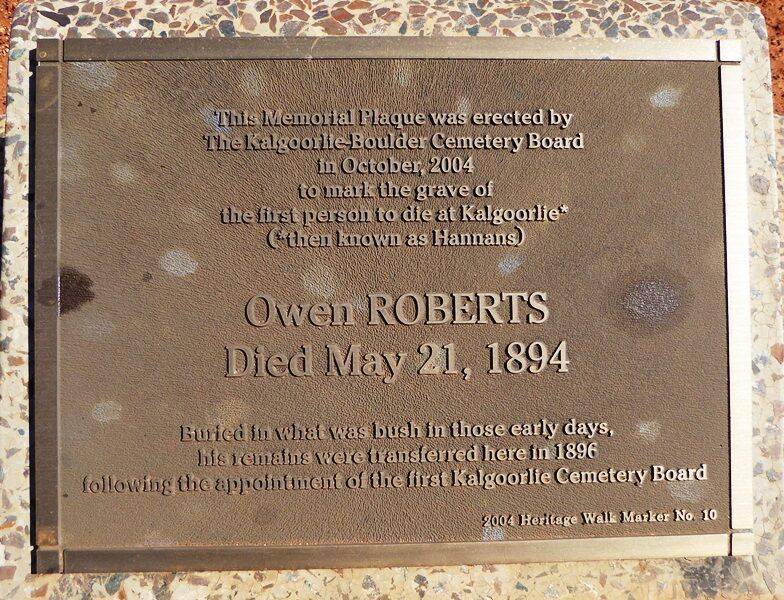 This Memorial Plaque was erected by
The Kalgoorlie-Boulder Cemetery Board
in October, 2004
to mark the grave of
the first person to die at Kalgoorlie*
(*then known as Hannans)
Owen ROBERTS
Died May 21, 1894
Buried in what was bush in those early days,
his remains were transferred here in 1896
following the appointment of the first Kalgoorlie Cemetery Board
2004 Heritage Walk Marker No. 10